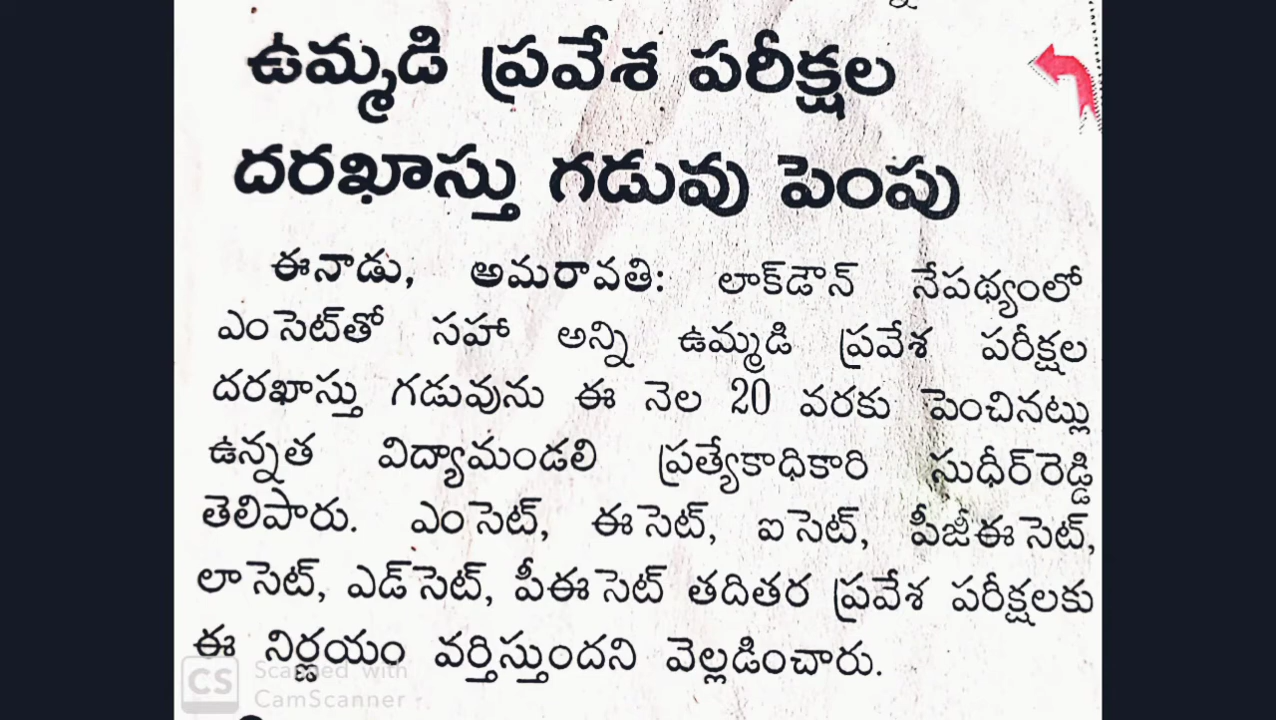 ఉమ్మడి ప్రవేశ పరీక్షల
దరఖాస్తు గడువు పెంపు
ఈనాడు, అమరావతి: లాక్‌డౌన్ నేపథ్యంలో
ఎంసెట్‌తో సహా అన్ని ఉమ్మడి ప్రవేశ పరీక్షల
దరఖాస్తు గడువును ఈ నెల 20 వరకు పెంచినట్లు
ఉన్నత విద్యామండలి ప్రత్యేకాధికారి సుధీర్‌రెడ్డి
తెలిపారు. ఎంసెట్, ఈసెట్, ఐసెట్, పీజీఈసెట్,
లాసెట్, ఎడ్‌సెట్, పీఈసెట్ తదితర ప్రవేశ పరీక్షలకు
ఈ నిర్ణయం వర్తిస్తుందని వెల్లడించారు.
CS Scanned with
CamScanner